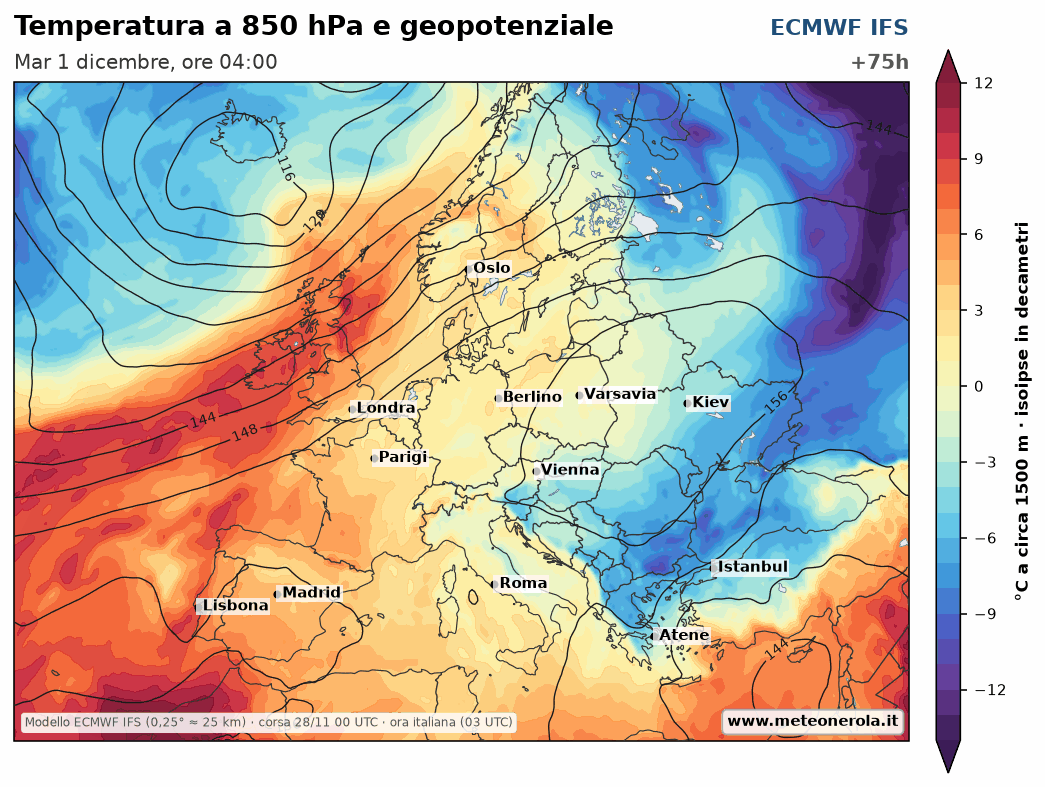 Temperatura a 850 hPa e geopotenziale
ECMWF IFS
Mar 1 dicembre, ore 04:00
+75h
144
116
120
Oslo
144
148
156
Londra
Berlino
Varsavia
Kiev
Parigi
Vienna
Istanbul
Roma
Madrid
Lisbona
Atene
144
Modello ECMWF IFS (0,25° ≈ 25 km) · corsa 28/11 00 UTC · ora italiana (03 UTC)
www.meteonerola.it
12
9
6
3
0
−3
−6
−9
−12
°C a circa 1500 m · isoipse in decametri